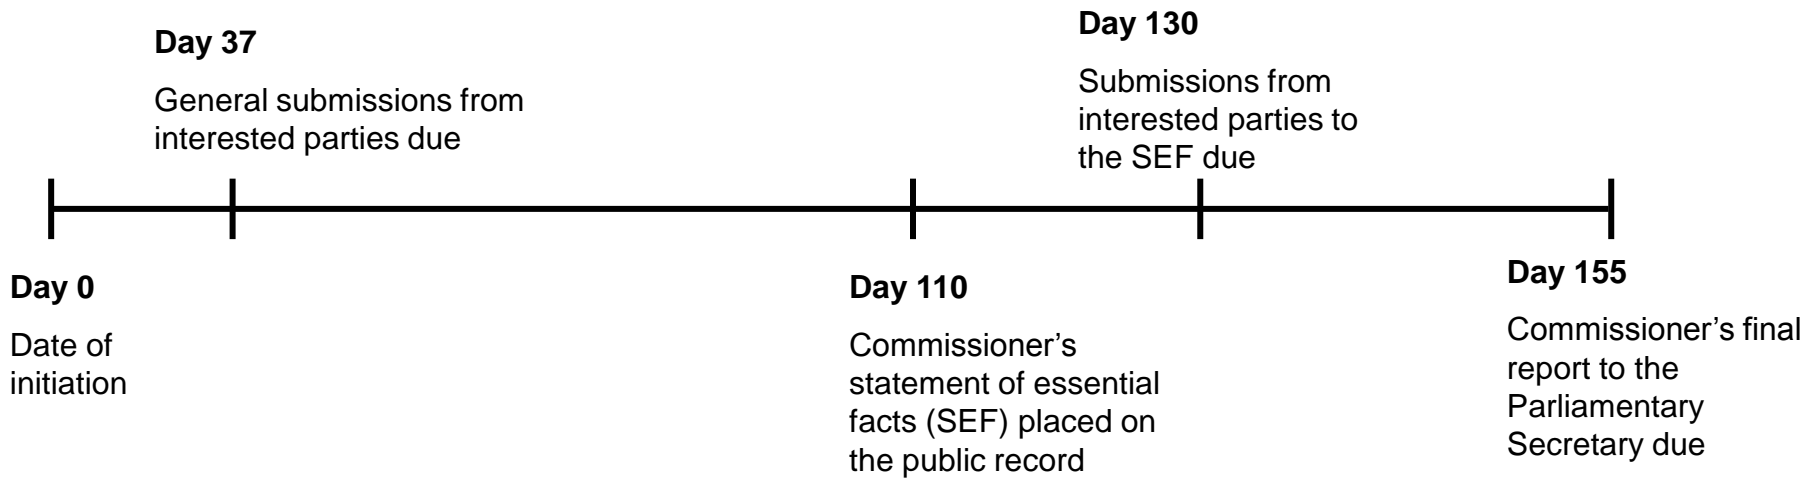 Day 37
General submissions from
interested parties due
Day 130
Submissions from
interested parties to
the SEF due
Day 0
Date of
initiation
Day 110
Commissioner’s
statement of essential
facts (SEF) placed on
the public record
Day 155
Commissioner’s final
report to the
Parliamentary
Secretary due